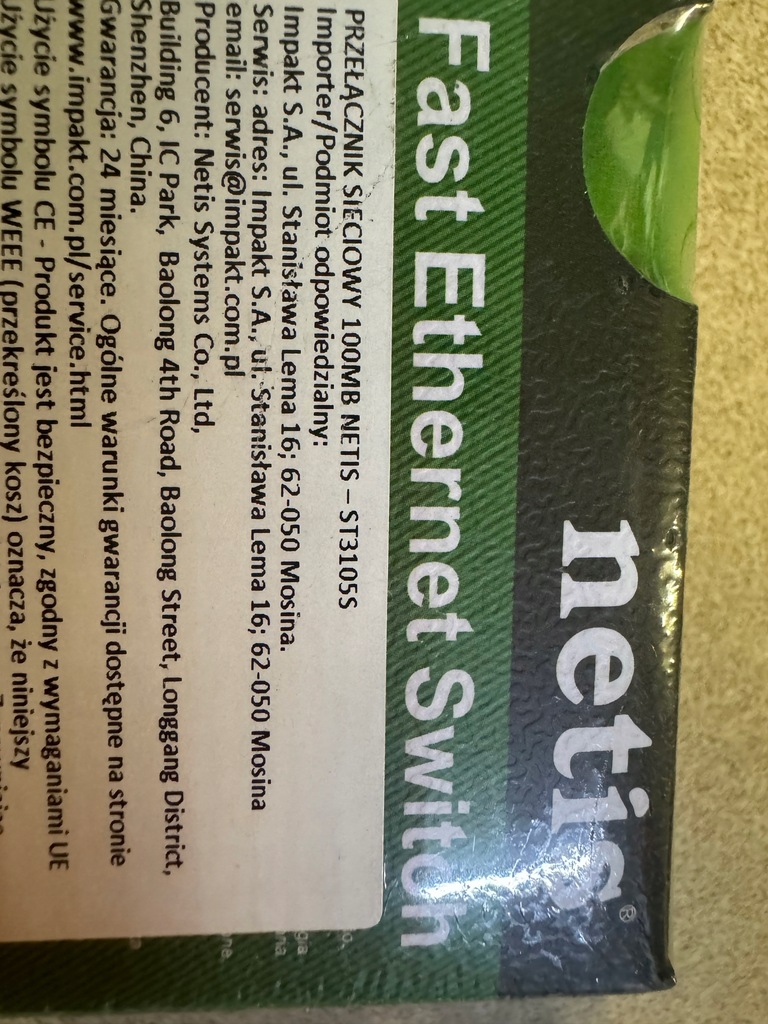 netis®
Fast Ethernet Switch
PRZEŁĄCZNIK SIECIOWY 100MB NETIS – ST3105S
Importer/Podmiot odpowiedzialny:
Impakt S.A., ul. Stanisława Lema 16; 62-050 Mosina.
Serwis: adres: Impakt S.A., ul. Stanisława Lema 16; 62-050 Mosina
email: serwis@impakt.com.pl
Producent: Netis Systems Co., Ltd,
Building 6, IC Park, Baolong 4th Road, Baolong Street, Longgang District,
Shenzhen, China.
Gwarancja: 24 miesiące. Ogólne warunki gwarancji dostępne na stronie
www.impakt.com.pl/service.html
Użycie symbolu CE - Produkt jest bezpieczny, zgodny z wymaganiami UE
Użycie symbolu WEEE (przekreślony kosz) oznacza, że niniejszy